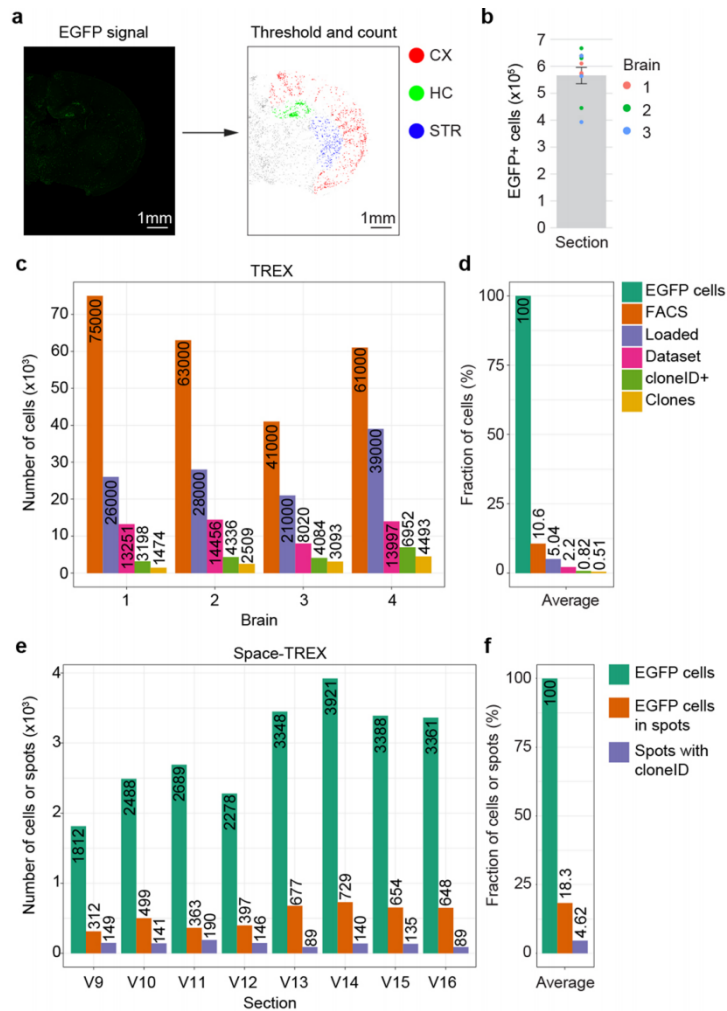 a
EGFP signal
Threshold and count
CX
HC
STR
1mm
1mm
b
EGFP+ cells (x10⁵)
7
6
5
4
3
2
1
0
Section
Brain
1
2
3
c
TREX
Number of cells (x10³)
70
60
50
40
30
20
10
0
75000
26000
13251
3198
1474
63000
28000
14456
4336
2509
41000
21000
8020
4084
3093
61000
39000
13997
6952
4493
1 2 3 4
Brain
d
Fraction of cells (%)
100
75
50
25
0
100
10.6
5.04
2.2
0.82
0.51
Average
EGFP cells
FACS
Loaded
Dataset
cloneID+
Clones
e
Space-TREX
Number of cells or spots (x10³)
4
3
2
1
0
1812
312
149
2488
499
141
2689
363
190
2278
397
146
3348
677
89
3921
729
140
3388
654
135
3361
648
89
V9 V10 V11 V12 V13 V14 V15 V16
Section
f
Fraction of cells or spots (%)
100
75
50
25
0
100
18.3
4.62
Average
EGFP cells
EGFP cells
in spots
Spots with
cloneID